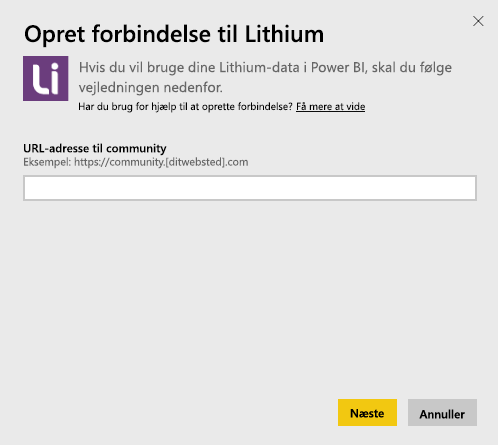 Opret forbindelse til Lithium
Li
Hvis du vil bruge dine Lithium-data i Power BI, skal du følge
vejledningen nedenfor.
Har du brug for hjælp til at oprette forbindelse? Få mere at vide
URL-adresse til community
Eksempel: https://community.[ditwebsted].com
Næste
Annuller